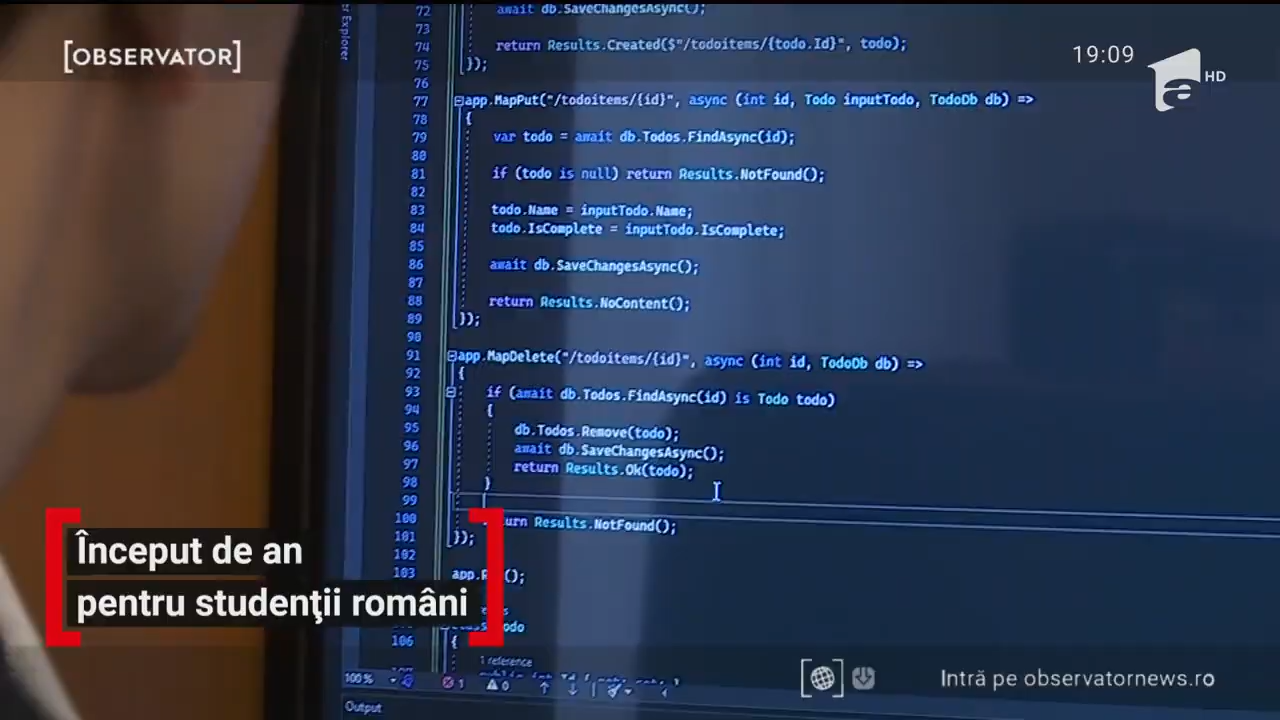 [OBSERVATOR]
19:09
HD
72 await db.SaveChangesAsync();
73
74 return Results.Created($"/todoitems/{todo.Id}", todo);
75 });
76
77 app.MapPut("/todoitems/{id}", async (int id, Todo inputTodo, TodoDb db) =>
78 {
79 var todo = await db.Todos.FindAsync(id);
80
81 if (todo is null) return Results.NotFound();
82
83 todo.Name = inputTodo.Name;
84 todo.IsComplete = inputTodo.IsComplete;
85
86 await db.SaveChangesAsync();
87
88 return Results.NoContent();
89 });
90
91 app.MapDelete("/todoitems/{id}", async (int id, TodoDb db) =>
92 {
93 if (await db.Todos.FindAsync(id) is Todo todo)
94 {
95 db.Todos.Remove(todo);
96 await db.SaveChangesAsync();
97 return Results.Ok(todo);
98 }
99
100 Results.NotFound();
101 });
102
103
106 {
1 reference
100 %
1
0
Output
Început de an
pentru studenţii români
Intră pe observatornews.ro